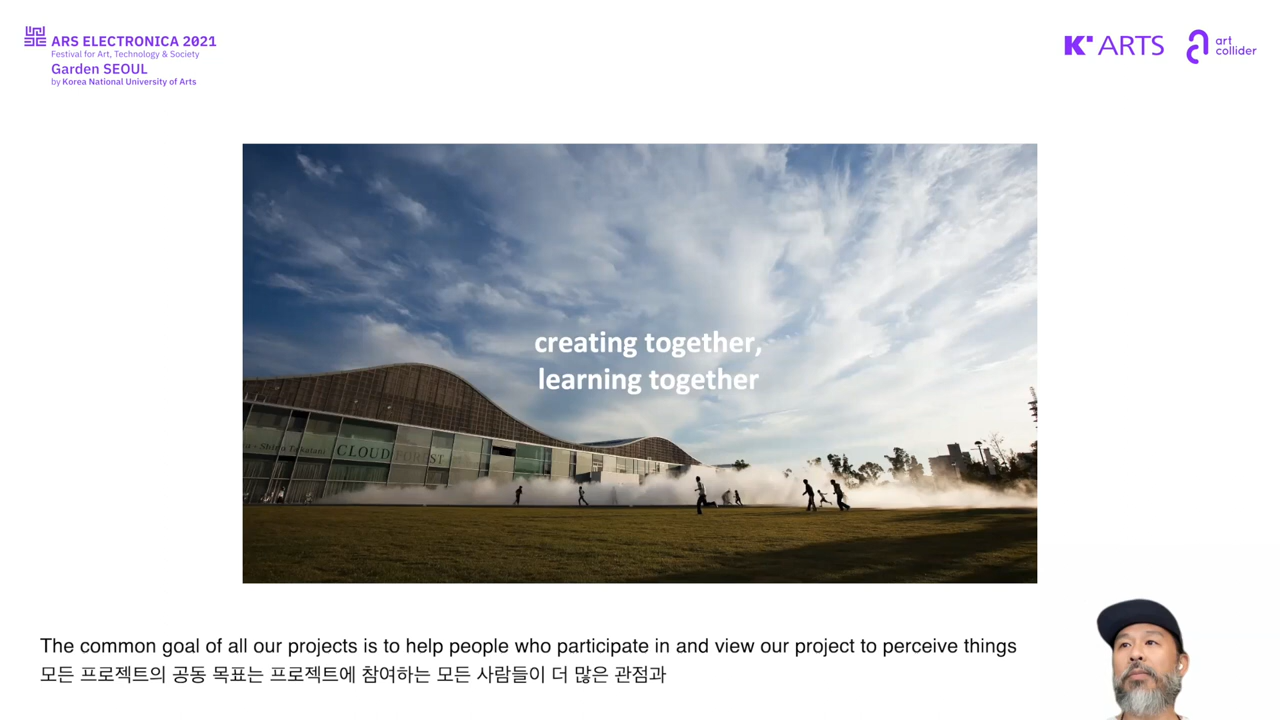 ARS ELECTRONICA 2021
Festival for Art, Technology & Society
Garden SEOUL
by Korea National University of Arts
K' ARTS
art
collider
creating together,
learning together
Shiro Takatani
CLOUD FOREST
The common goal of all our projects is to help people who participate in and view our project to perceive things
모든 프로젝트의 공동 목표는 프로젝트에 참여하는 모든 사람들이 더 많은 관점과